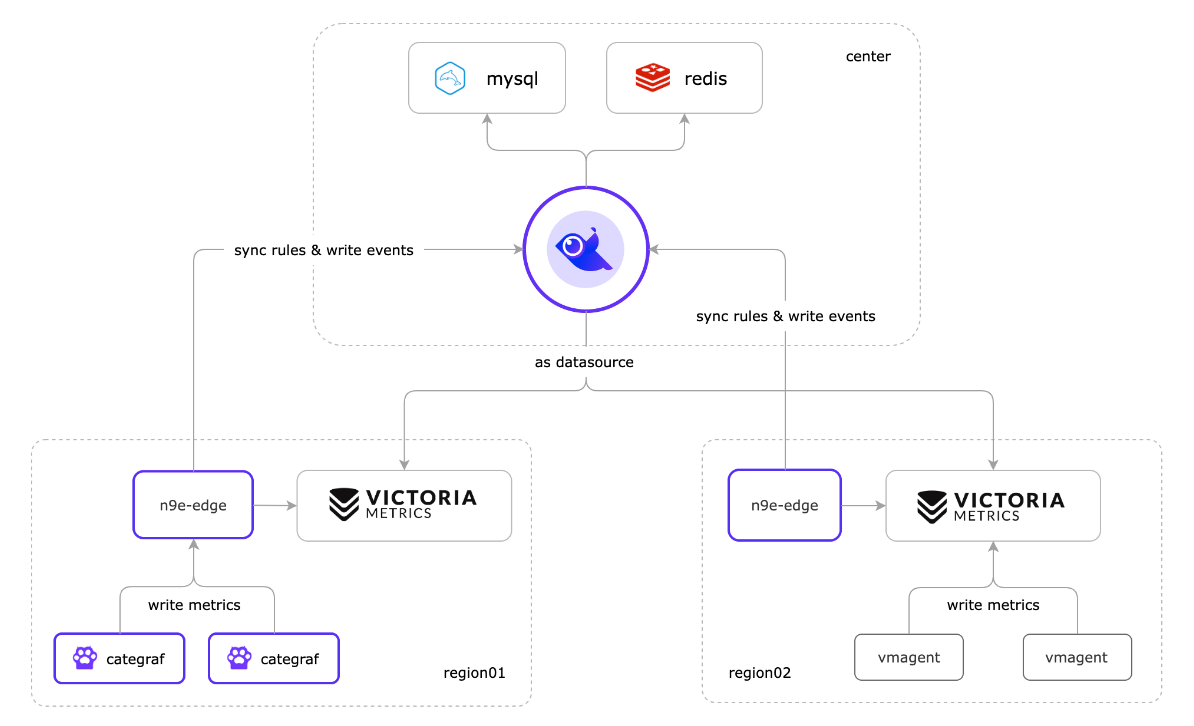 center
mysql
redis
sync rules & write events
sync rules & write events
as datasource
n9e-edge
VICTORIA
METRICS
n9e-edge
VICTORIA
METRICS
write metrics
write metrics
categraf
categraf
region01
region02
vmagent
vmagent